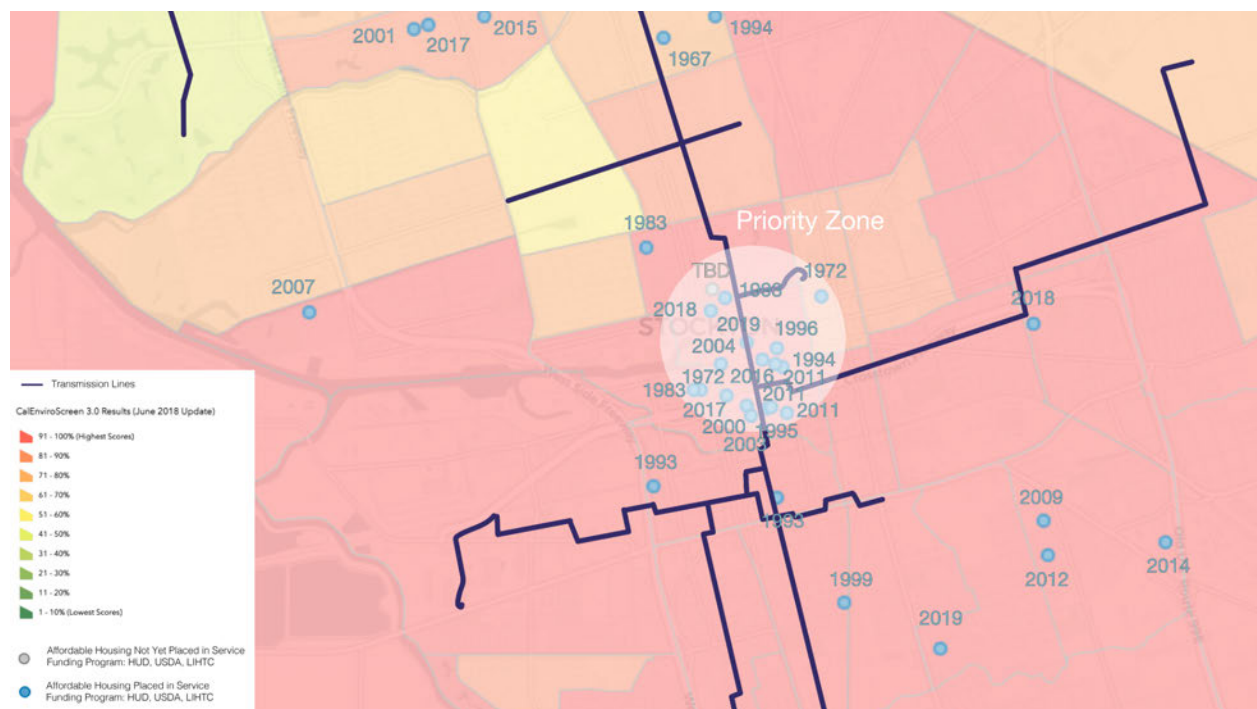 2015
1994
2001
2017
1967
Priority Zone
1983
TBD
1972
2007
1998
2018
2018
STOCKTON
2019
1996
2004
1994
1972
2016
2011
1983
2011
2017
2011
2000
1995
2003
1993
1993
2009
2012
2014
1999
2019
Transmission Lines
CalEnviroScreen 3.0 Results (June 2018 Update)
91 - 100% (Highest Scores)
81 - 90%
71 - 80%
61 - 70%
51 - 60%
41 - 50%
31 - 40%
21 - 30%
11 - 20%
1 - 10% (Lowest Scores)
Affordable Housing Not Yet Placed in Service
Funding Program: HUD, USDA, LIHTC
Affordable Housing Placed in Service
Funding Program: HUD, USDA, LIHTC